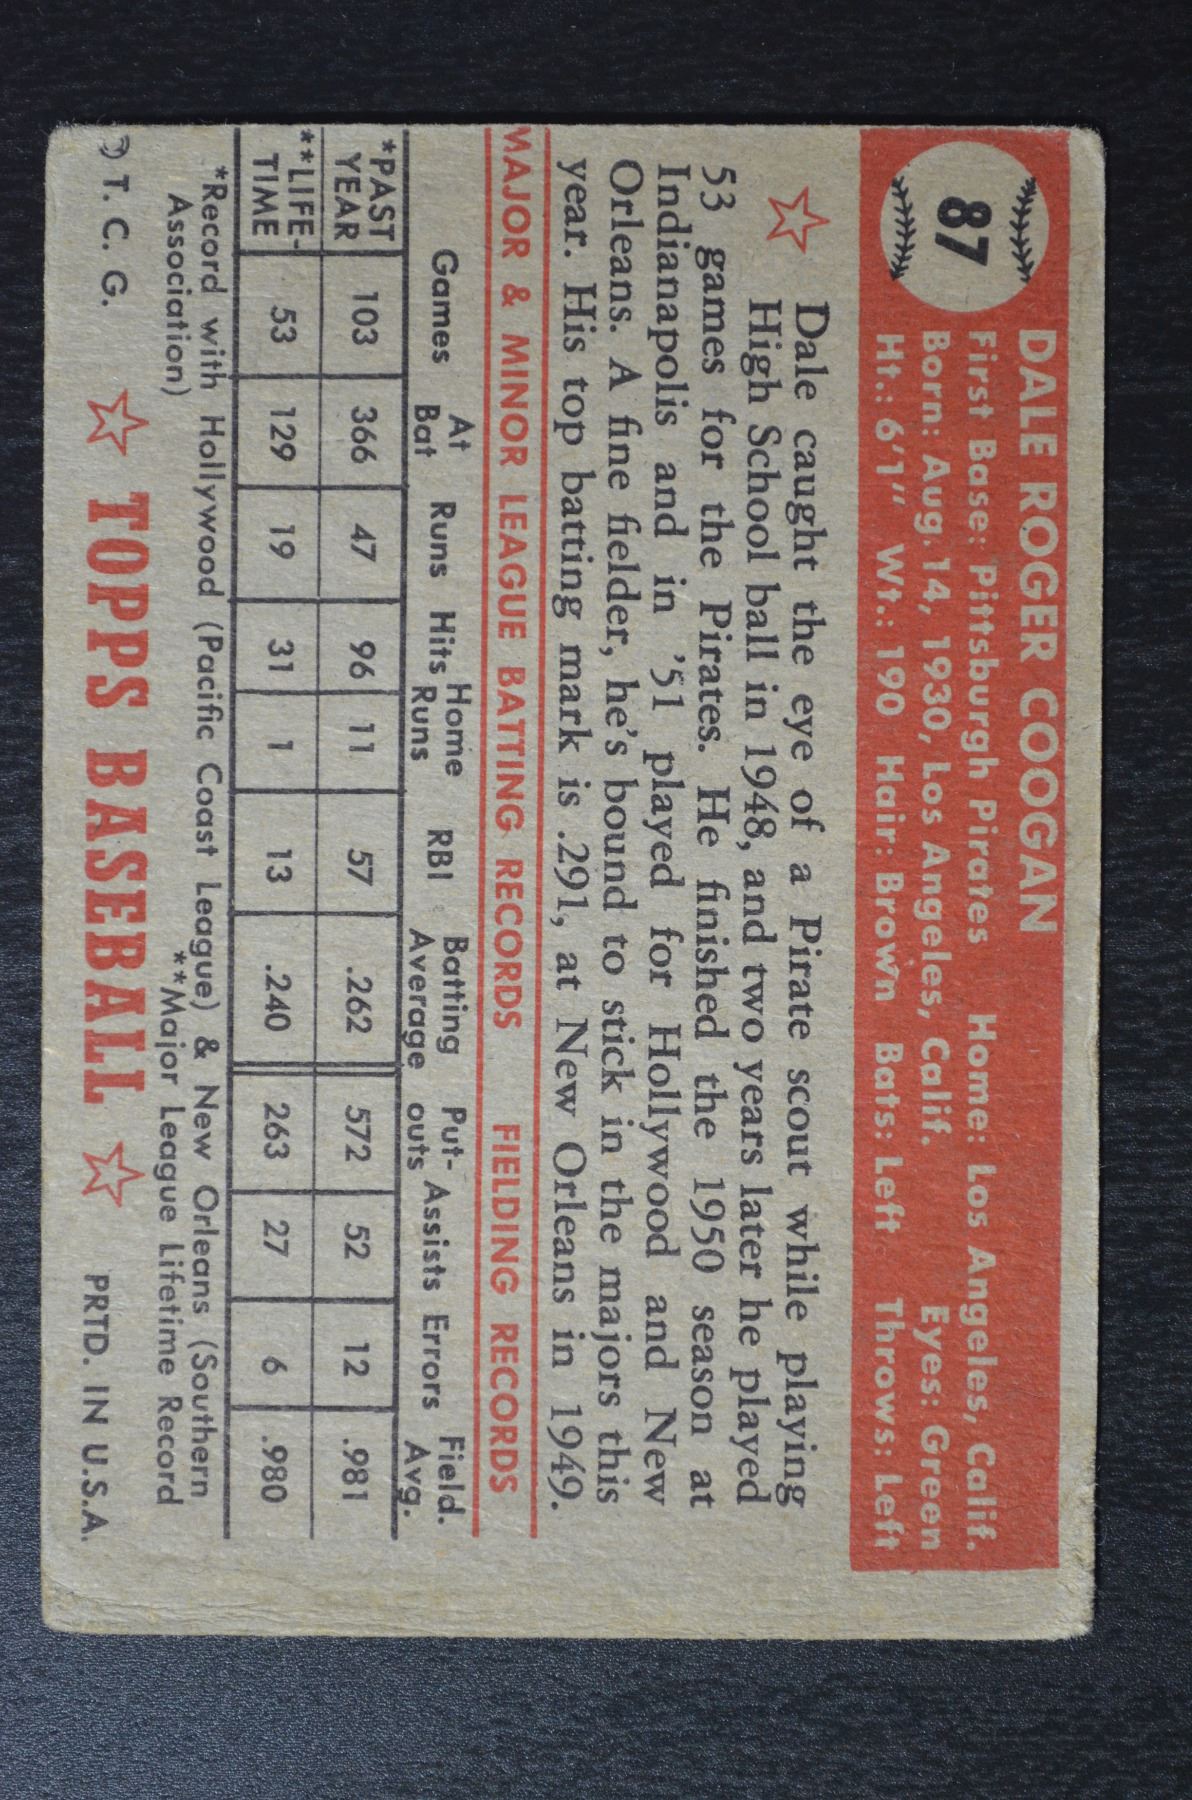 87
DALE ROGER COOGAN
First Base: Pittsburgh Pirates Home: Los Angeles, Calif.
Born: Aug. 14, 1930, Los Angeles, Calif. Eyes: Green
Ht.: 6'1" Wt.: 190 Hair: Brown Bats: Left Throws: Left
Dale caught the eye of a Pirate scout while playing
High School ball in 1948, and two years later he played
53 games for the Pirates. He finished the 1950 season at
Indianapolis and in '51 played for Hollywood and New
Orleans. A fine fielder, he's bound to stick in the majors this
year. His top batting mark is .291, at New Orleans in 1949.
MAJOR & MINOR LEAGUE BATTING RECORDS FIELDING RECORDS
Games At Bat Runs Hits Home Runs RBI Batting Average Put-outs Assists Errors Field. Avg.
*PAST YEAR 103 366 47 96 11 57 .262 572 52 12 .981
**LIFE-TIME 53 129 19 31 1 13 .240 263 27 6 .980
*Record with Hollywood (Pacific Coast League) & New Orleans (Southern
Association) **Major League Lifetime Record
© T. C. G. TOPPS BASEBALL PRTD. IN U.S.A.